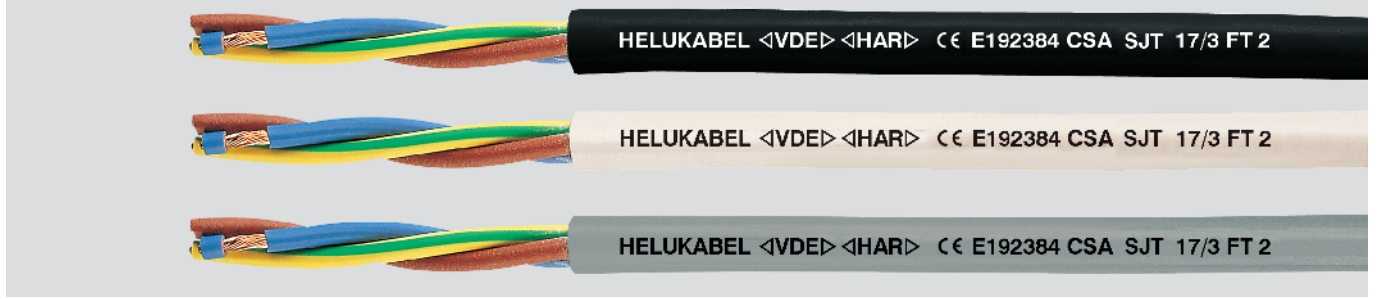 HELUKABEL ◁VDE▷ ◁HAR▷ CE E192384 CSA SJT 17/3 FT 2
HELUKABEL ◁VDE▷ ◁HAR▷ CE E192384 CSA SJT 17/3 FT 2
HELUKABEL ◁VDE▷ ◁HAR▷ CE E192384 CSA SJT 17/3 FT 2